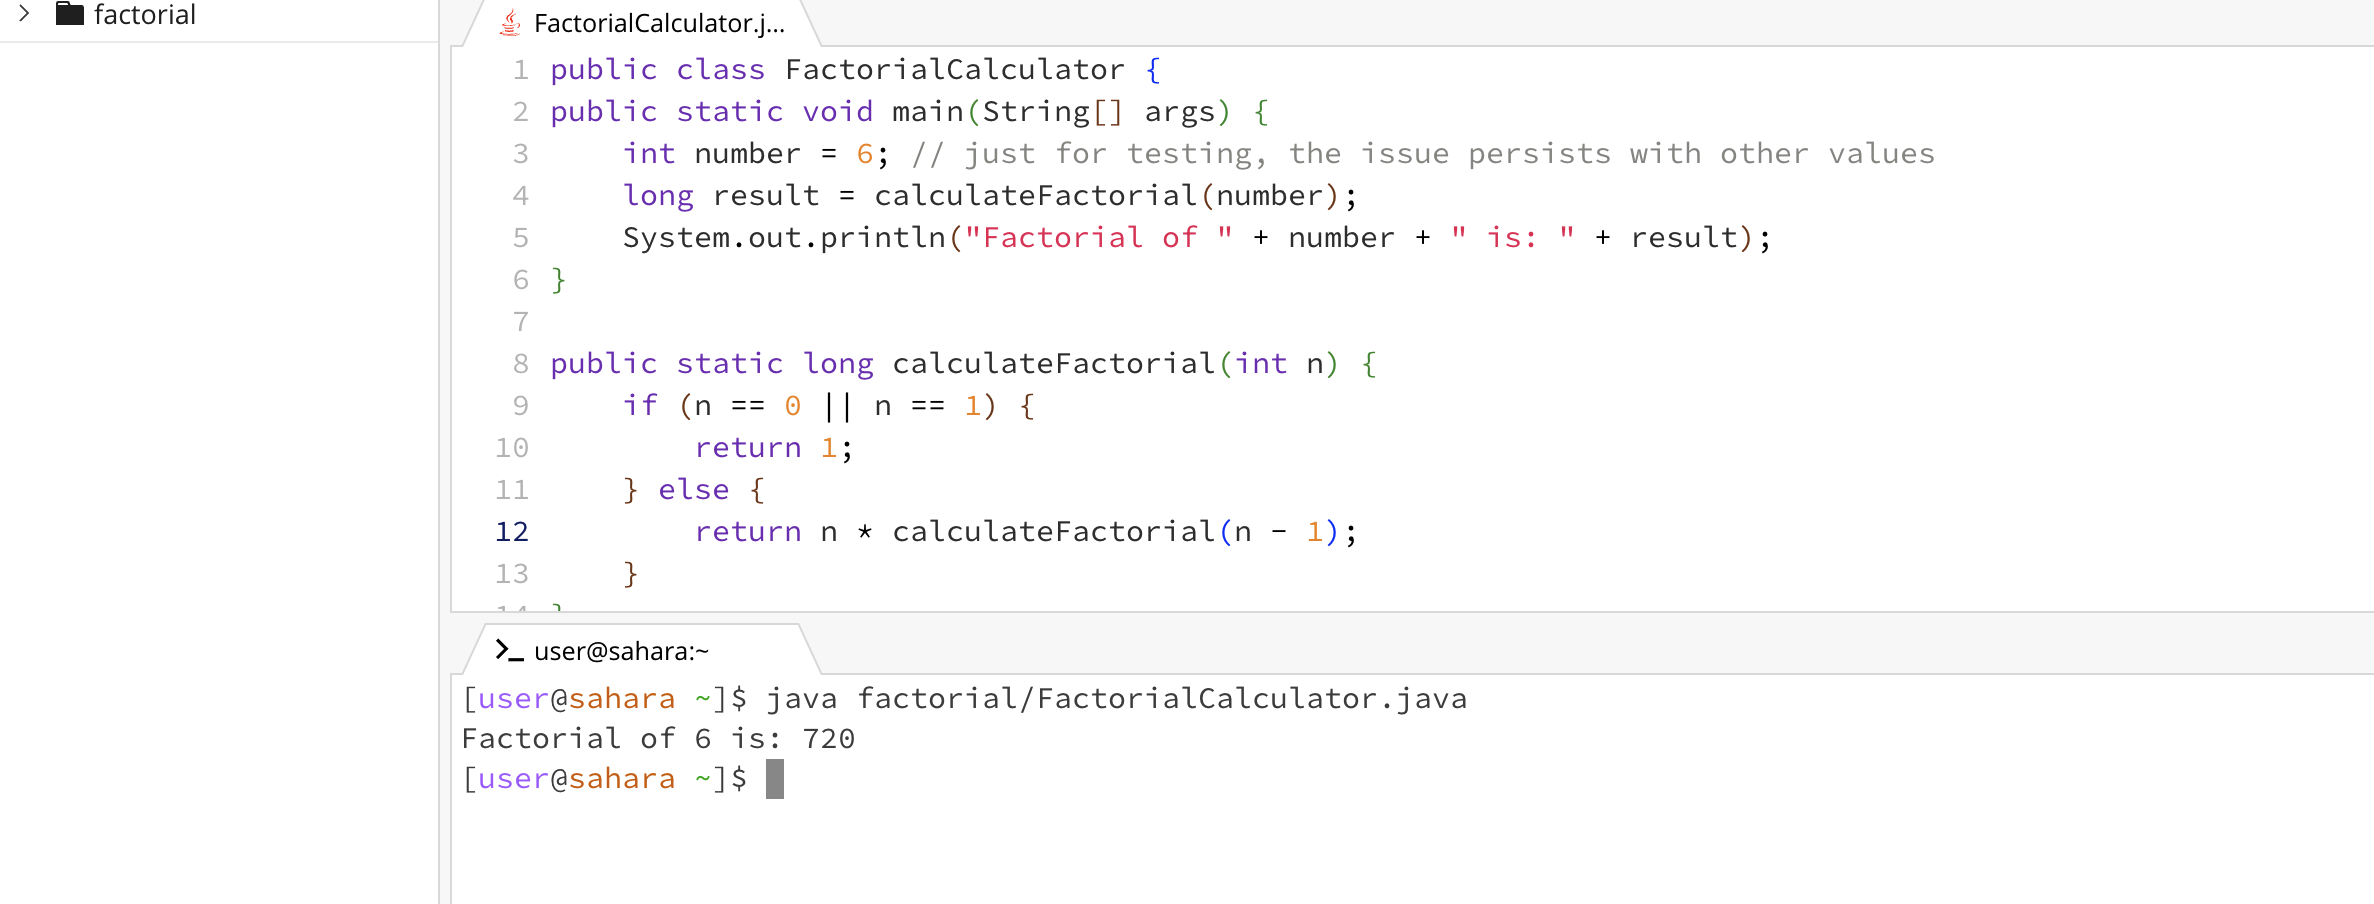 factorial
FactorialCalculator.j...
1 public class FactorialCalculator {
2 public static void main(String[] args) {
3     int number = 6; // just for testing, the issue persists with other values
4     long result = calculateFactorial(number);
5     System.out.println("Factorial of " + number + " is: " + result);
6 }
7
8 public static long calculateFactorial(int n) {
9     if (n == 0 || n == 1) {
10         return 1;
11     } else {
12         return n * calculateFactorial(n - 1);
13     }
14 }
user@sahara:~
[user@sahara ~]$ java factorial/FactorialCalculator.java
Factorial of 6 is: 720
[user@sahara ~]$